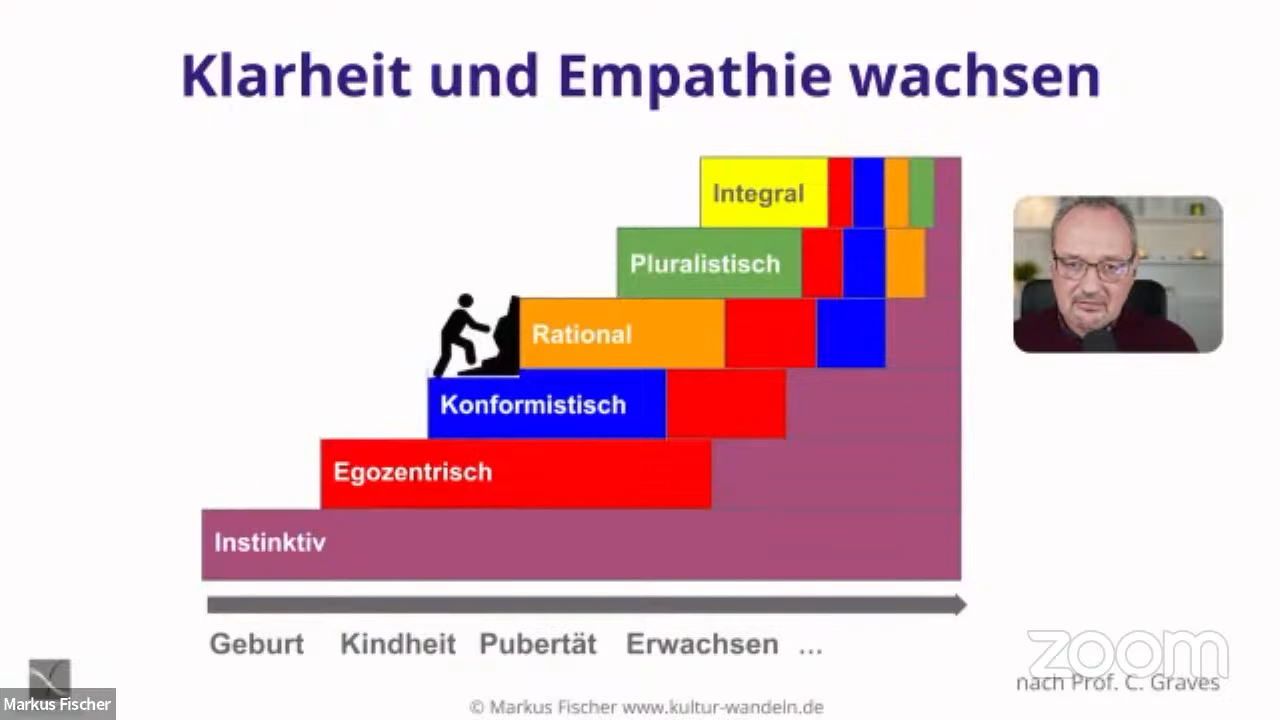 Klarheit und Empathie wachsen
Integral
Pluralistisch
Rational
Konformistisch
Egozentrisch
Instinktiv
Geburt Kindheit Pubertät Erwachsen ...
zoom
nach Prof. C. Graves
Markus Fischer
© Markus Fischer www.kultur-wandeln.de